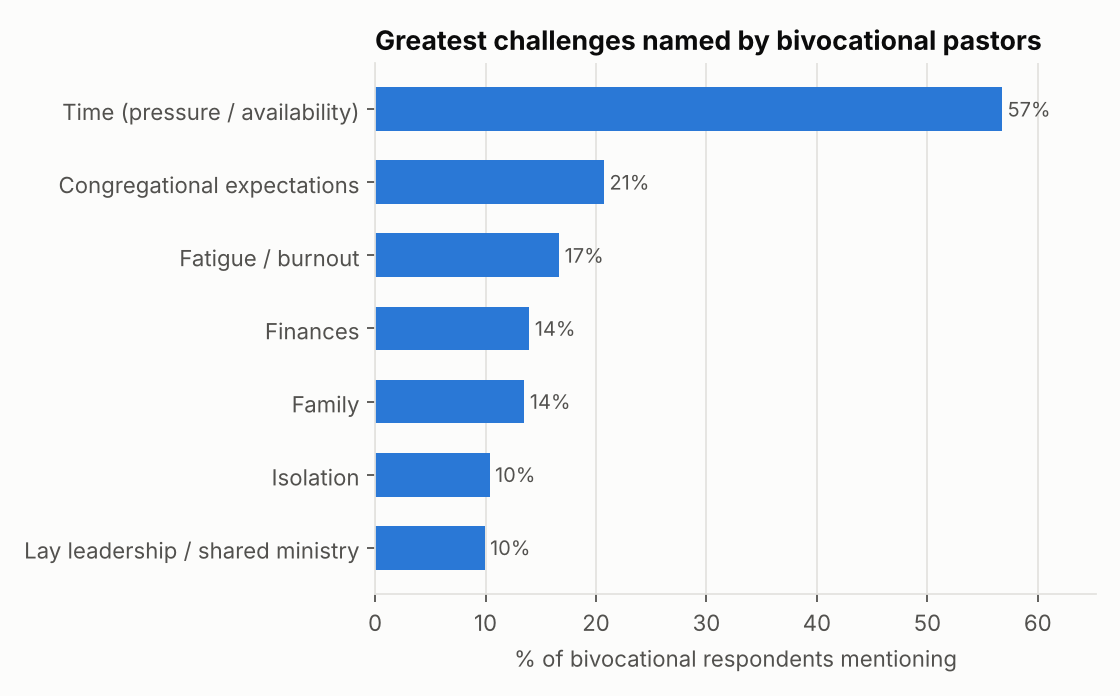 Greatest challenges named by bivocational pastors
Time (pressure / availability) 57%
Congregational expectations 21%
Fatigue / burnout 17%
Finances 14%
Family 14%
Isolation 10%
Lay leadership / shared ministry 10%
0 10 20 30 40 50 60
% of bivocational respondents mentioning